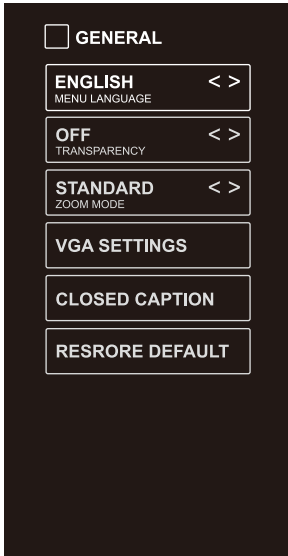 GENERAL
ENGLISH < >
MENU LANGUAGE
OFF < >
TRANSPARENCY
STANDARD < >
ZOOM MODE
VGA SETTINGS
CLOSED CAPTION
RESRORE DEFAULT